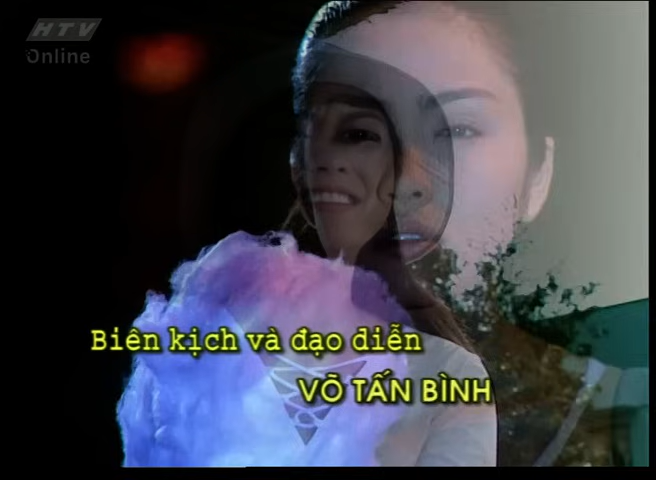 HTV
Online
Biên kịch và đạo diễn
VÕ TẤN BÌNH